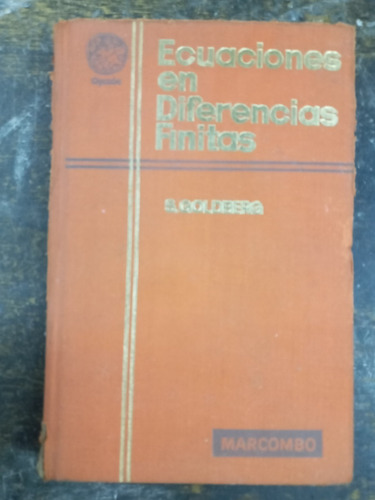 Ecuaciones
en
Diferencias
Finitas
S. GOLDBERG
MARCOMBO